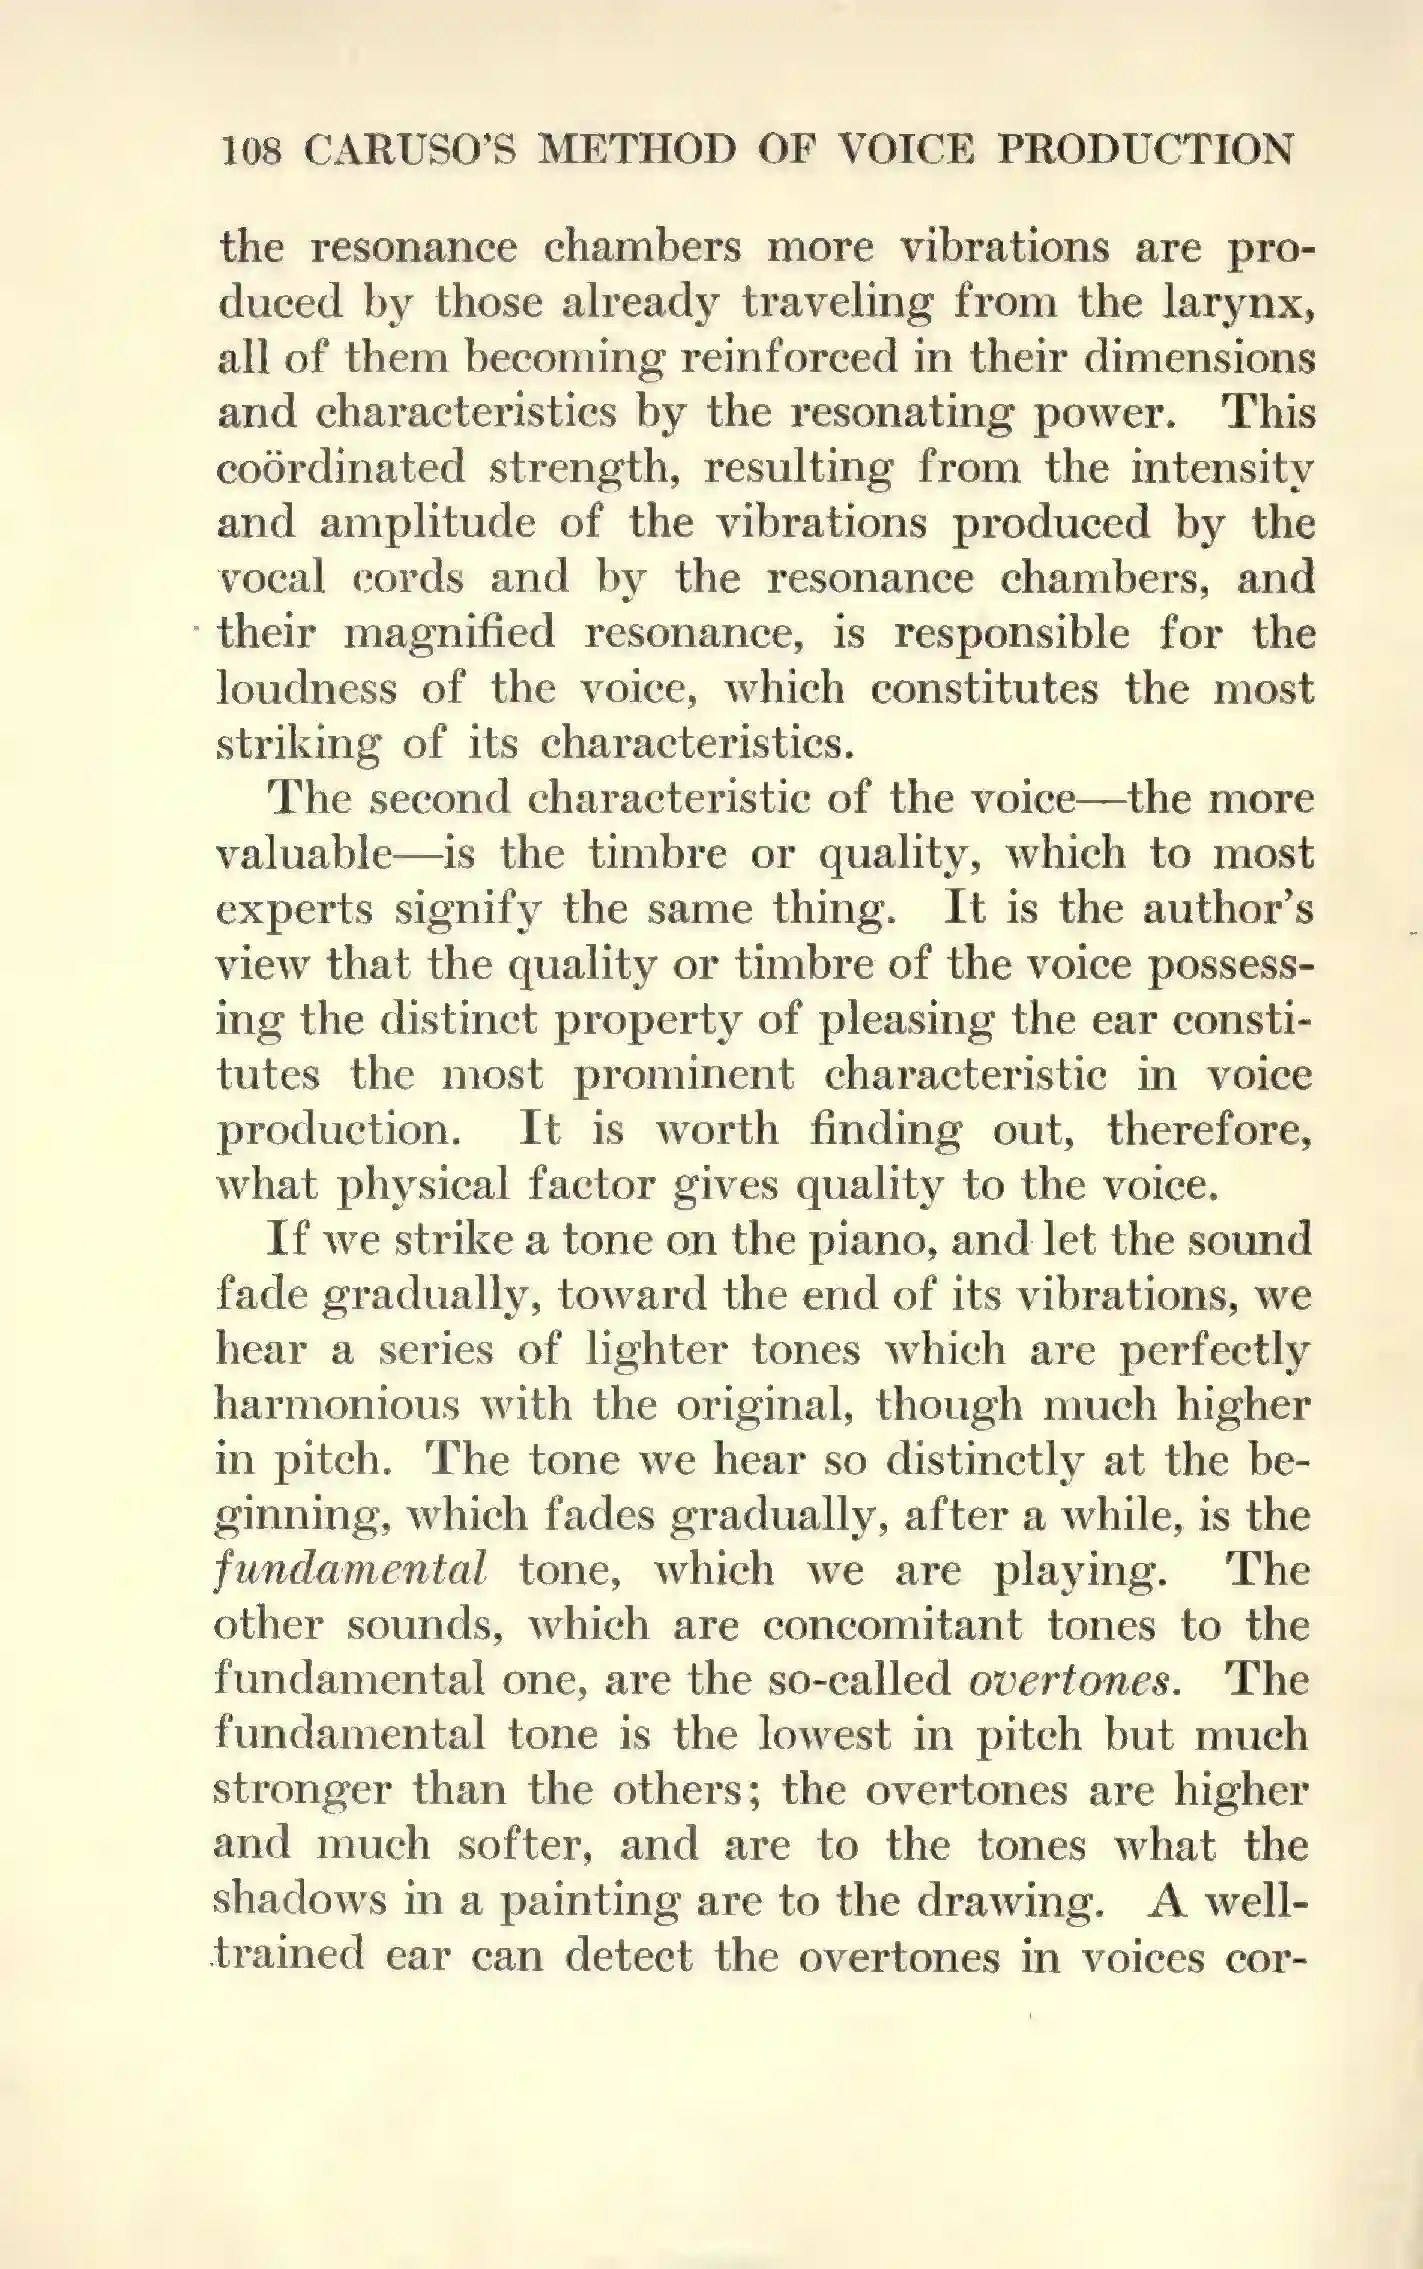 108 CARUSO'S METHOD OF VOICE PRODUCTION
the resonance chambers more vibrations are pro-
duced by those already traveling from the larynx,
all of them becoming reinforced in their dimensions
and characteristics by the resonating power. This
coördinated strength, resulting from the intensity
and amplitude of the vibrations produced by the
vocal cords and by the resonance chambers, and
their magnified resonance, is responsible for the
loudness of the voice, which constitutes the most
striking of its characteristics.
The second characteristic of the voice—the more
valuable—is the timbre or quality, which to most
experts signify the same thing. It is the author's
view that the quality or timbre of the voice possess-
ing the distinct property of pleasing the ear consti-
tutes the most prominent characteristic in voice
production. It is worth finding out, therefore,
what physical factor gives quality to the voice.
If we strike a tone on the piano, and let the sound
fade gradually, toward the end of its vibrations, we
hear a series of lighter tones which are perfectly
harmonious with the original, though much higher
in pitch. The tone we hear so distinctly at the be-
ginning, which fades gradually, after a while, is the
fundamental tone, which we are playing. The
other sounds, which are concomitant tones to the
fundamental one, are the so-called overtones. The
fundamental tone is the lowest in pitch but much
stronger than the others; the overtones are higher
and much softer, and are to the tones what the
shadows in a painting are to the drawing. A well-
trained ear can detect the overtones in voices cor-